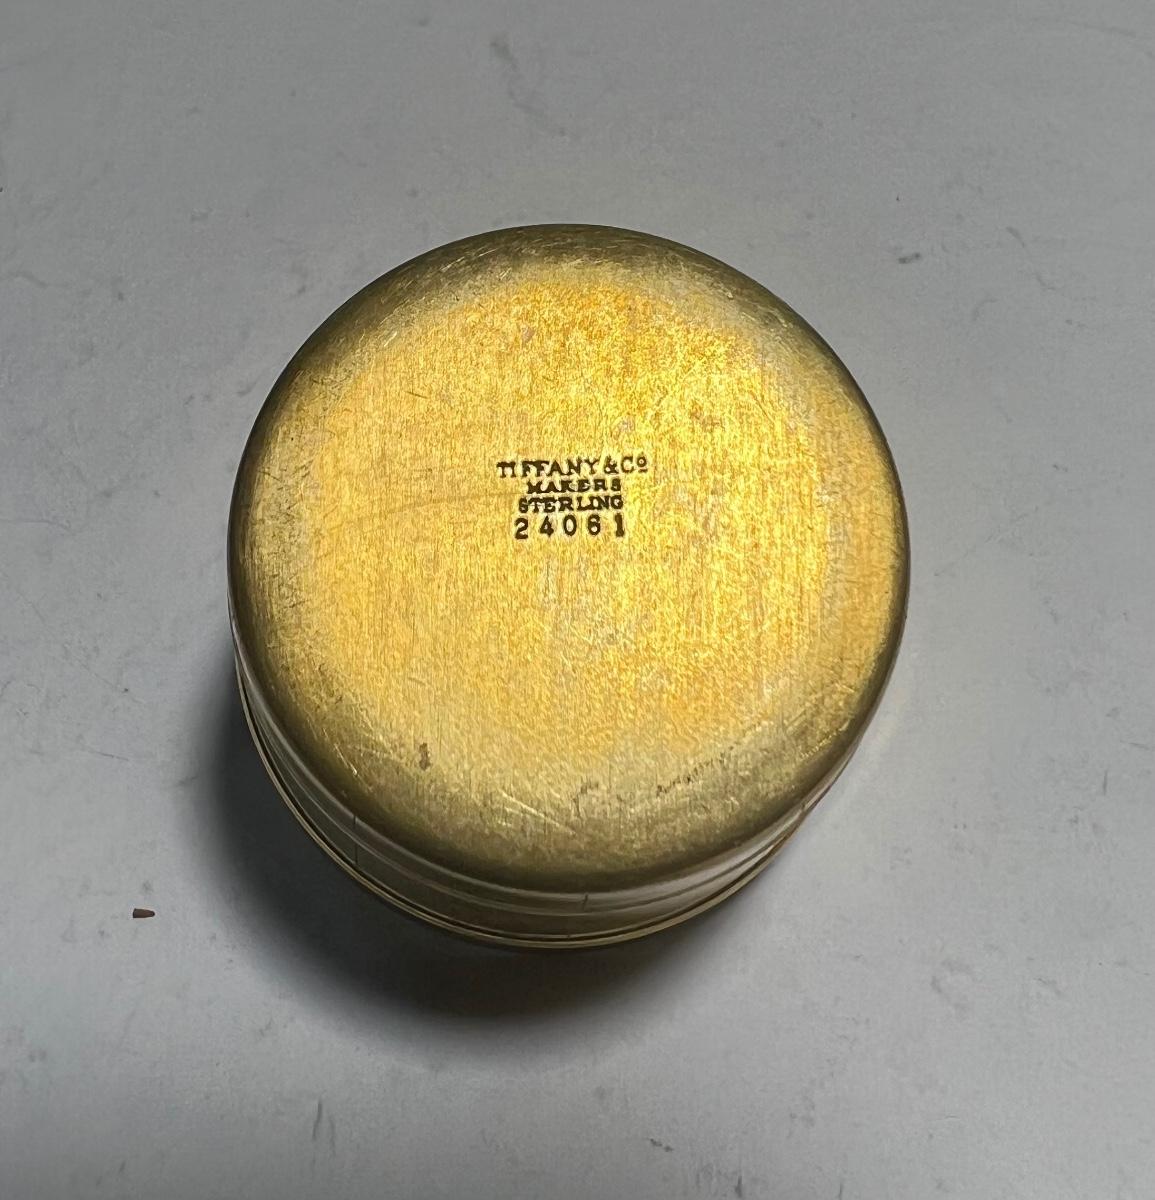 TIFFANY & Cº
MAKERS
STERLING
24061